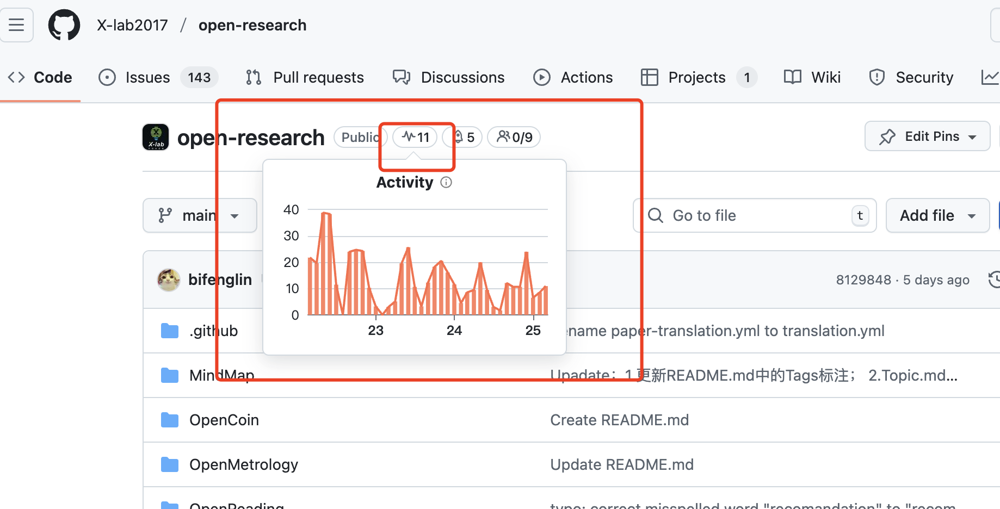 X-lab2017 / open-research
Code Issues 143 Pull requests Discussions Actions Projects 1 Wiki Security
X-lab open-research Public 11 5 0/9 Edit Pins
Activity
40
30
20
10
0
23 24 25
main Go to file t Add file
bifenglin 8129848 · 5 days ago
.github ename paper-translation.yml to translation.yml
MindMap Upadate：1.更新README.md中的Tags标注； 2.Topic.md...
OpenCoin Create README.md
OpenMetrology Update README.md
OpenReading typo: correct misspelled word "recomandation" to "recom